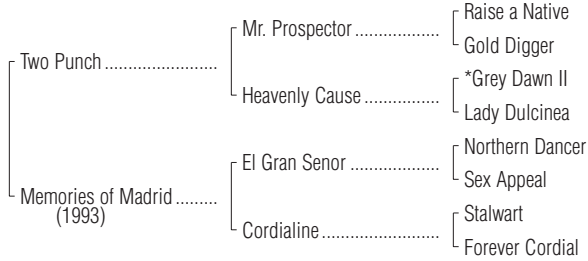 Raise a Native
Mr. Prospector ...................
Gold Digger
Two Punch .........................
*Grey Dawn II
Heavenly Cause .................
Lady Dulcinea
Northern Dancer
El Gran Senor ....................
Sex Appeal
Memories of Madrid .........
(1993)
Stalwart
Cordialine ..........................
Forever Cordial